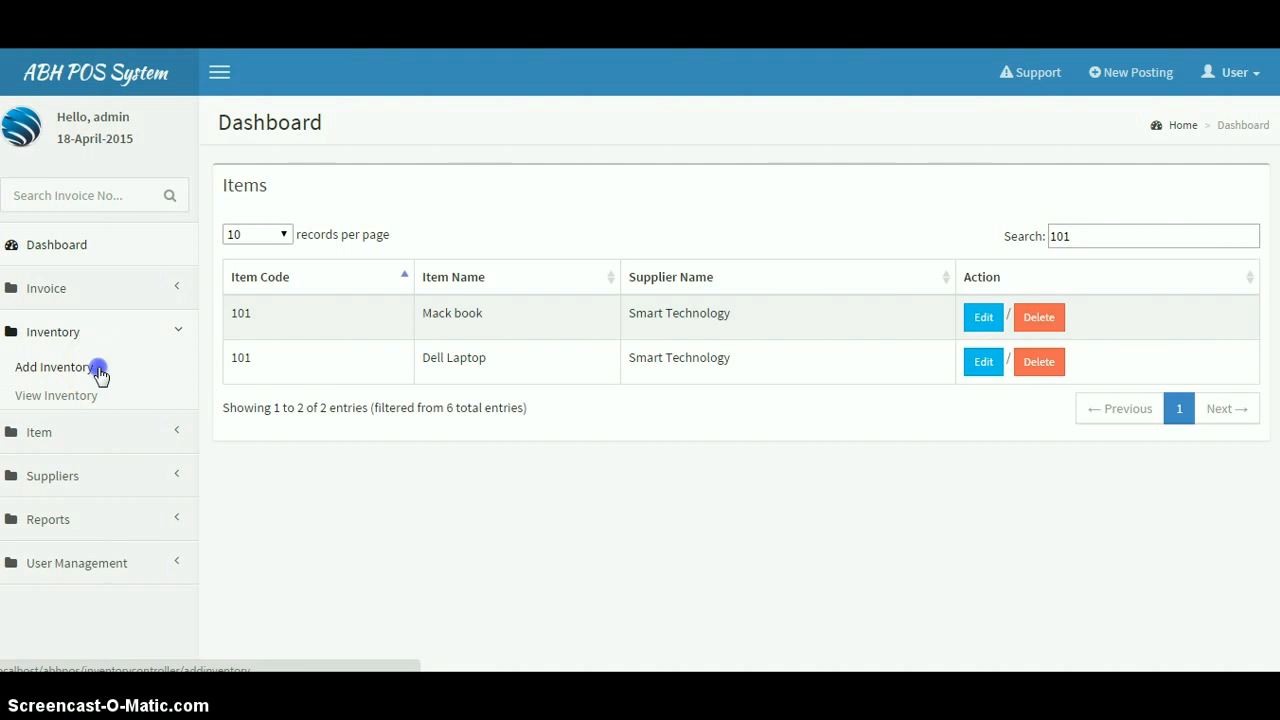 ABH POS System
Support
New Posting
User
Hello, admin
18-April-2015
Dashboard
Home > Dashboard
Search Invoice No...
Items
10 records per page
Search: 101
Dashboard
Invoice
Inventory
Add Inventory
View Inventory
Item
Suppliers
Reports
User Management
Item Code Item Name Supplier Name Action
101 Mack book Smart Technology Edit / Delete
101 Dell Laptop Smart Technology Edit / Delete
Showing 1 to 2 of 2 entries (filtered from 6 total entries)
← Previous 1 Next →
localhost/abhpos/inventorycontroller/addinventory
Screencast-O-Matic.com